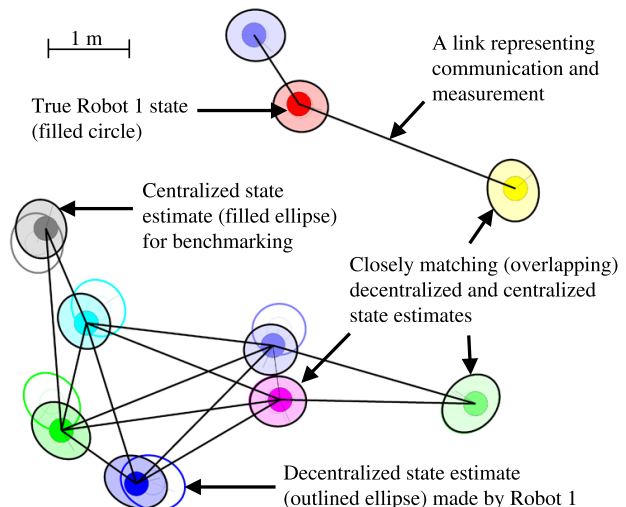 1 m
A link representing
communication and
measurement
True Robot 1 state
(filled circle)
Centralized state
estimate (filled ellipse)
for benchmarking
Closely matching (overlapping)
decentralized and centralized
state estimates
Decentralized state estimate
(outlined ellipse) made by Robot 1